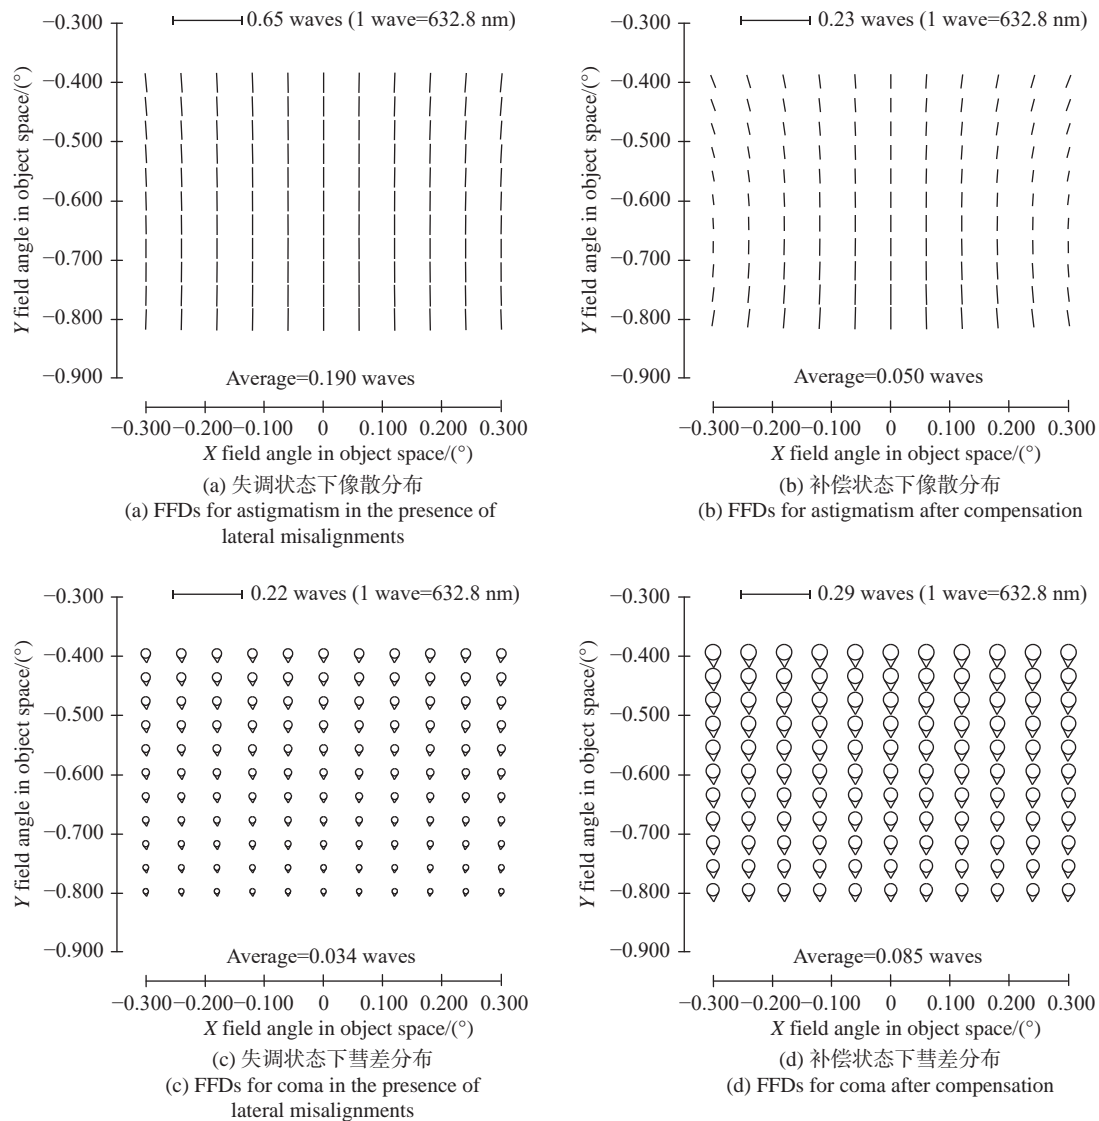 0.65 waves (1 wave=632.8 nm)
−0.300
−0.400
−0.500
−0.600
−0.700
−0.800
−0.900
Y field angle in object space/(°)
Average=0.190 waves
−0.300 −0.200 −0.100 0 0.100 0.200 0.300
X field angle in object space/(°)
(a) 失调状态下像散分布
(a) FFDs for astigmatism in the presence of
lateral misalignments
0.23 waves (1 wave=632.8 nm)
−0.300
−0.400
−0.500
−0.600
−0.700
−0.800
−0.900
Y field angle in object space/(°)
Average=0.050 waves
−0.300 −0.200 −0.100 0 0.100 0.200 0.300
X field angle in object space/(°)
(b) 补偿状态下像散分布
(b) FFDs for astigmatism after compensation
0.22 waves (1 wave=632.8 nm)
−0.300
−0.400
−0.500
−0.600
−0.700
−0.800
−0.900
Y field angle in object space/(°)
Average=0.034 waves
−0.300 −0.200 −0.100 0 0.100 0.200 0.300
X field angle in object space/(°)
(c) 失调状态下彗差分布
(c) FFDs for coma in the presence of
lateral misalignments
0.29 waves (1 wave=632.8 nm)
−0.300
−0.400
−0.500
−0.600
−0.700
−0.800
−0.900
Y field angle in object space/(°)
Average=0.085 waves
−0.300 −0.200 −0.100 0 0.100 0.200 0.300
X field angle in object space/(°)
(d) 补偿状态下彗差分布
(d) FFDs for coma after compensation